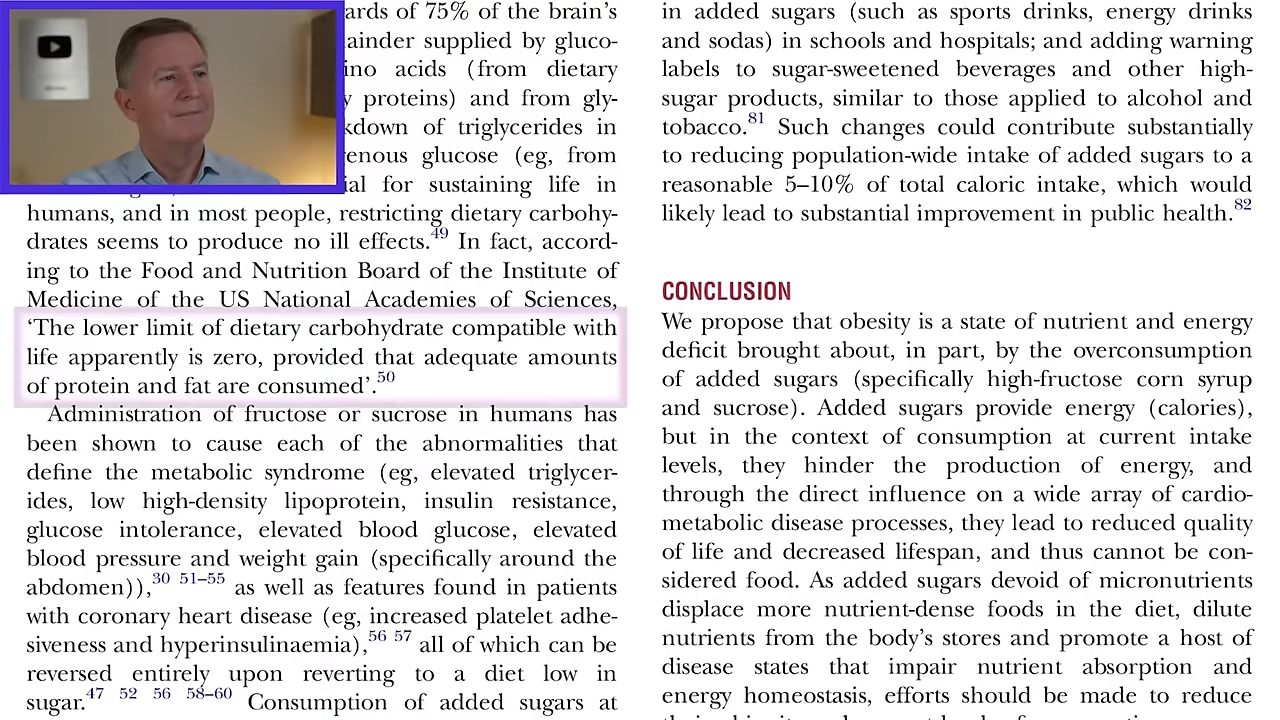 ards of 75% of the brain's
ainder supplied by gluco-
ino acids (from dietary
y proteins) and from gly-
kdown of triglycerides in
enous glucose (eg, from
ial for sustaining life in
humans, and in most people, restricting dietary carbohy-
drates seems to produce no ill effects.49 In fact, accord-
ing to the Food and Nutrition Board of the Institute of
Medicine of the US National Academies of Sciences,
‘The lower limit of dietary carbohydrate compatible with
life apparently is zero, provided that adequate amounts
of protein and fat are consumed’.50
Administration of fructose or sucrose in humans has
been shown to cause each of the abnormalities that
define the metabolic syndrome (eg, elevated triglycer-
ides, low high-density lipoprotein, insulin resistance,
glucose intolerance, elevated blood glucose, elevated
blood pressure and weight gain (specifically around the
abdomen)),30 51–55 as well as features found in patients
with coronary heart disease (eg, increased platelet adhe-
siveness and hyperinsulinaemia),56 57 all of which can be
reversed entirely upon reverting to a diet low in
sugar.47 52 56 58–60 Consumption of added sugars at
in added sugars (such as sports drinks, energy drinks
and sodas) in schools and hospitals; and adding warning
labels to sugar-sweetened beverages and other high-
sugar products, similar to those applied to alcohol and
tobacco.81 Such changes could contribute substantially
to reducing population-wide intake of added sugars to a
reasonable 5–10% of total caloric intake, which would
likely lead to substantial improvement in public health.82
CONCLUSION
We propose that obesity is a state of nutrient and energy
deficit brought about, in part, by the overconsumption
of added sugars (specifically high-fructose corn syrup
and sucrose). Added sugars provide energy (calories),
but in the context of consumption at current intake
levels, they hinder the production of energy, and
through the direct influence on a wide array of cardio-
metabolic disease processes, they lead to reduced quality
of life and decreased lifespan, and thus cannot be con-
sidered food. As added sugars devoid of micronutrients
displace more nutrient-dense foods in the diet, dilute
nutrients from the body's stores and promote a host of
disease states that impair nutrient absorption and
energy homeostasis, efforts should be made to reduce